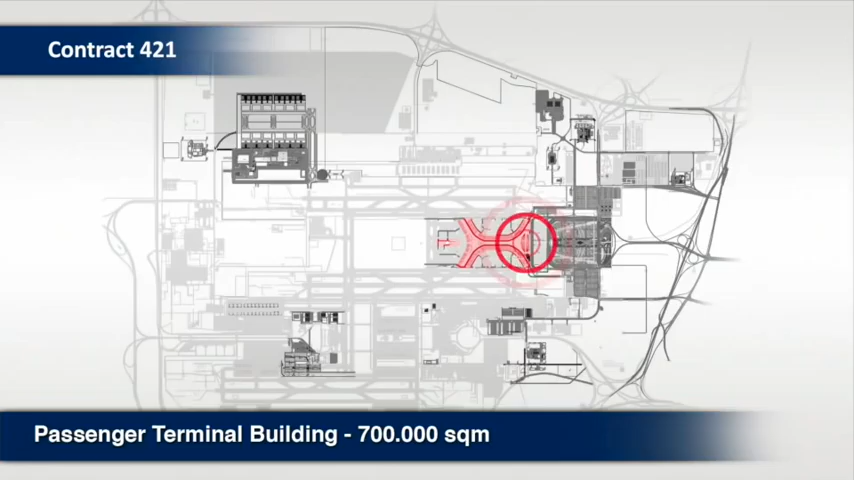 Contract 421
Passenger Terminal Building - 700.000 sqm